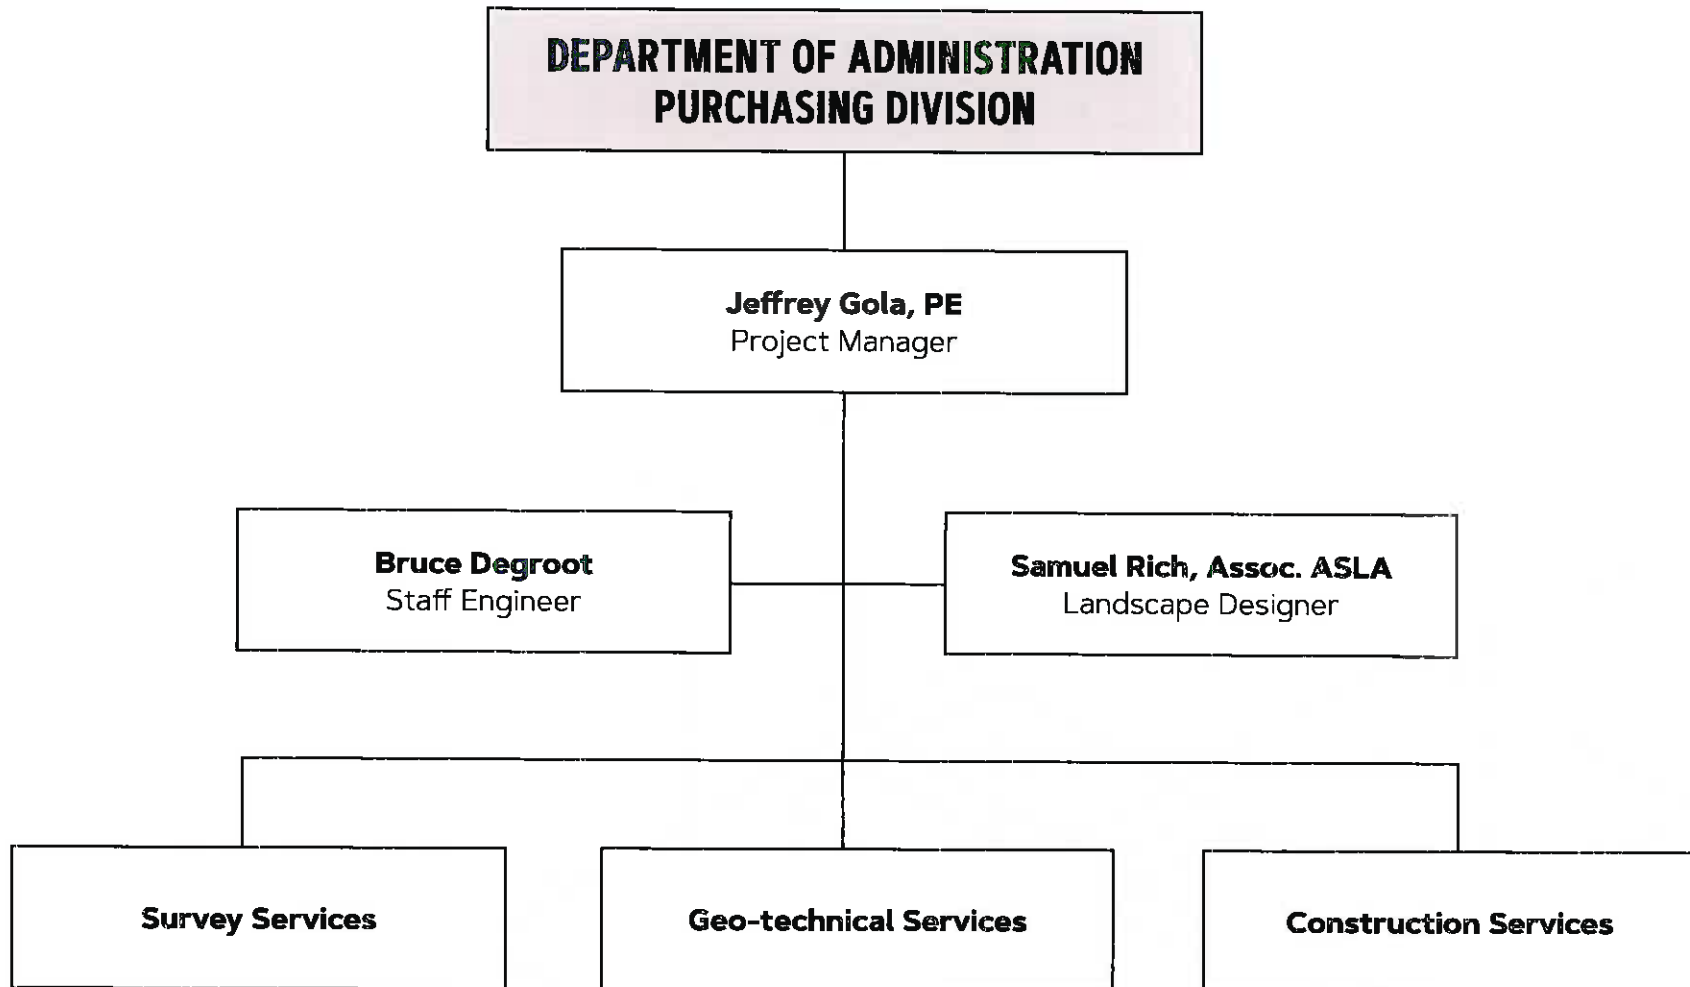 DEPARTMENT OF ADMINISTRATION
PURCHASING DIVISION
Jeffrey Gola, PE
Project Manager
Bruce Degroot
Staff Engineer
Samuel Rich, Assoc. ASLA
Landscape Designer
Survey Services
Geo-technical Services
Construction Services